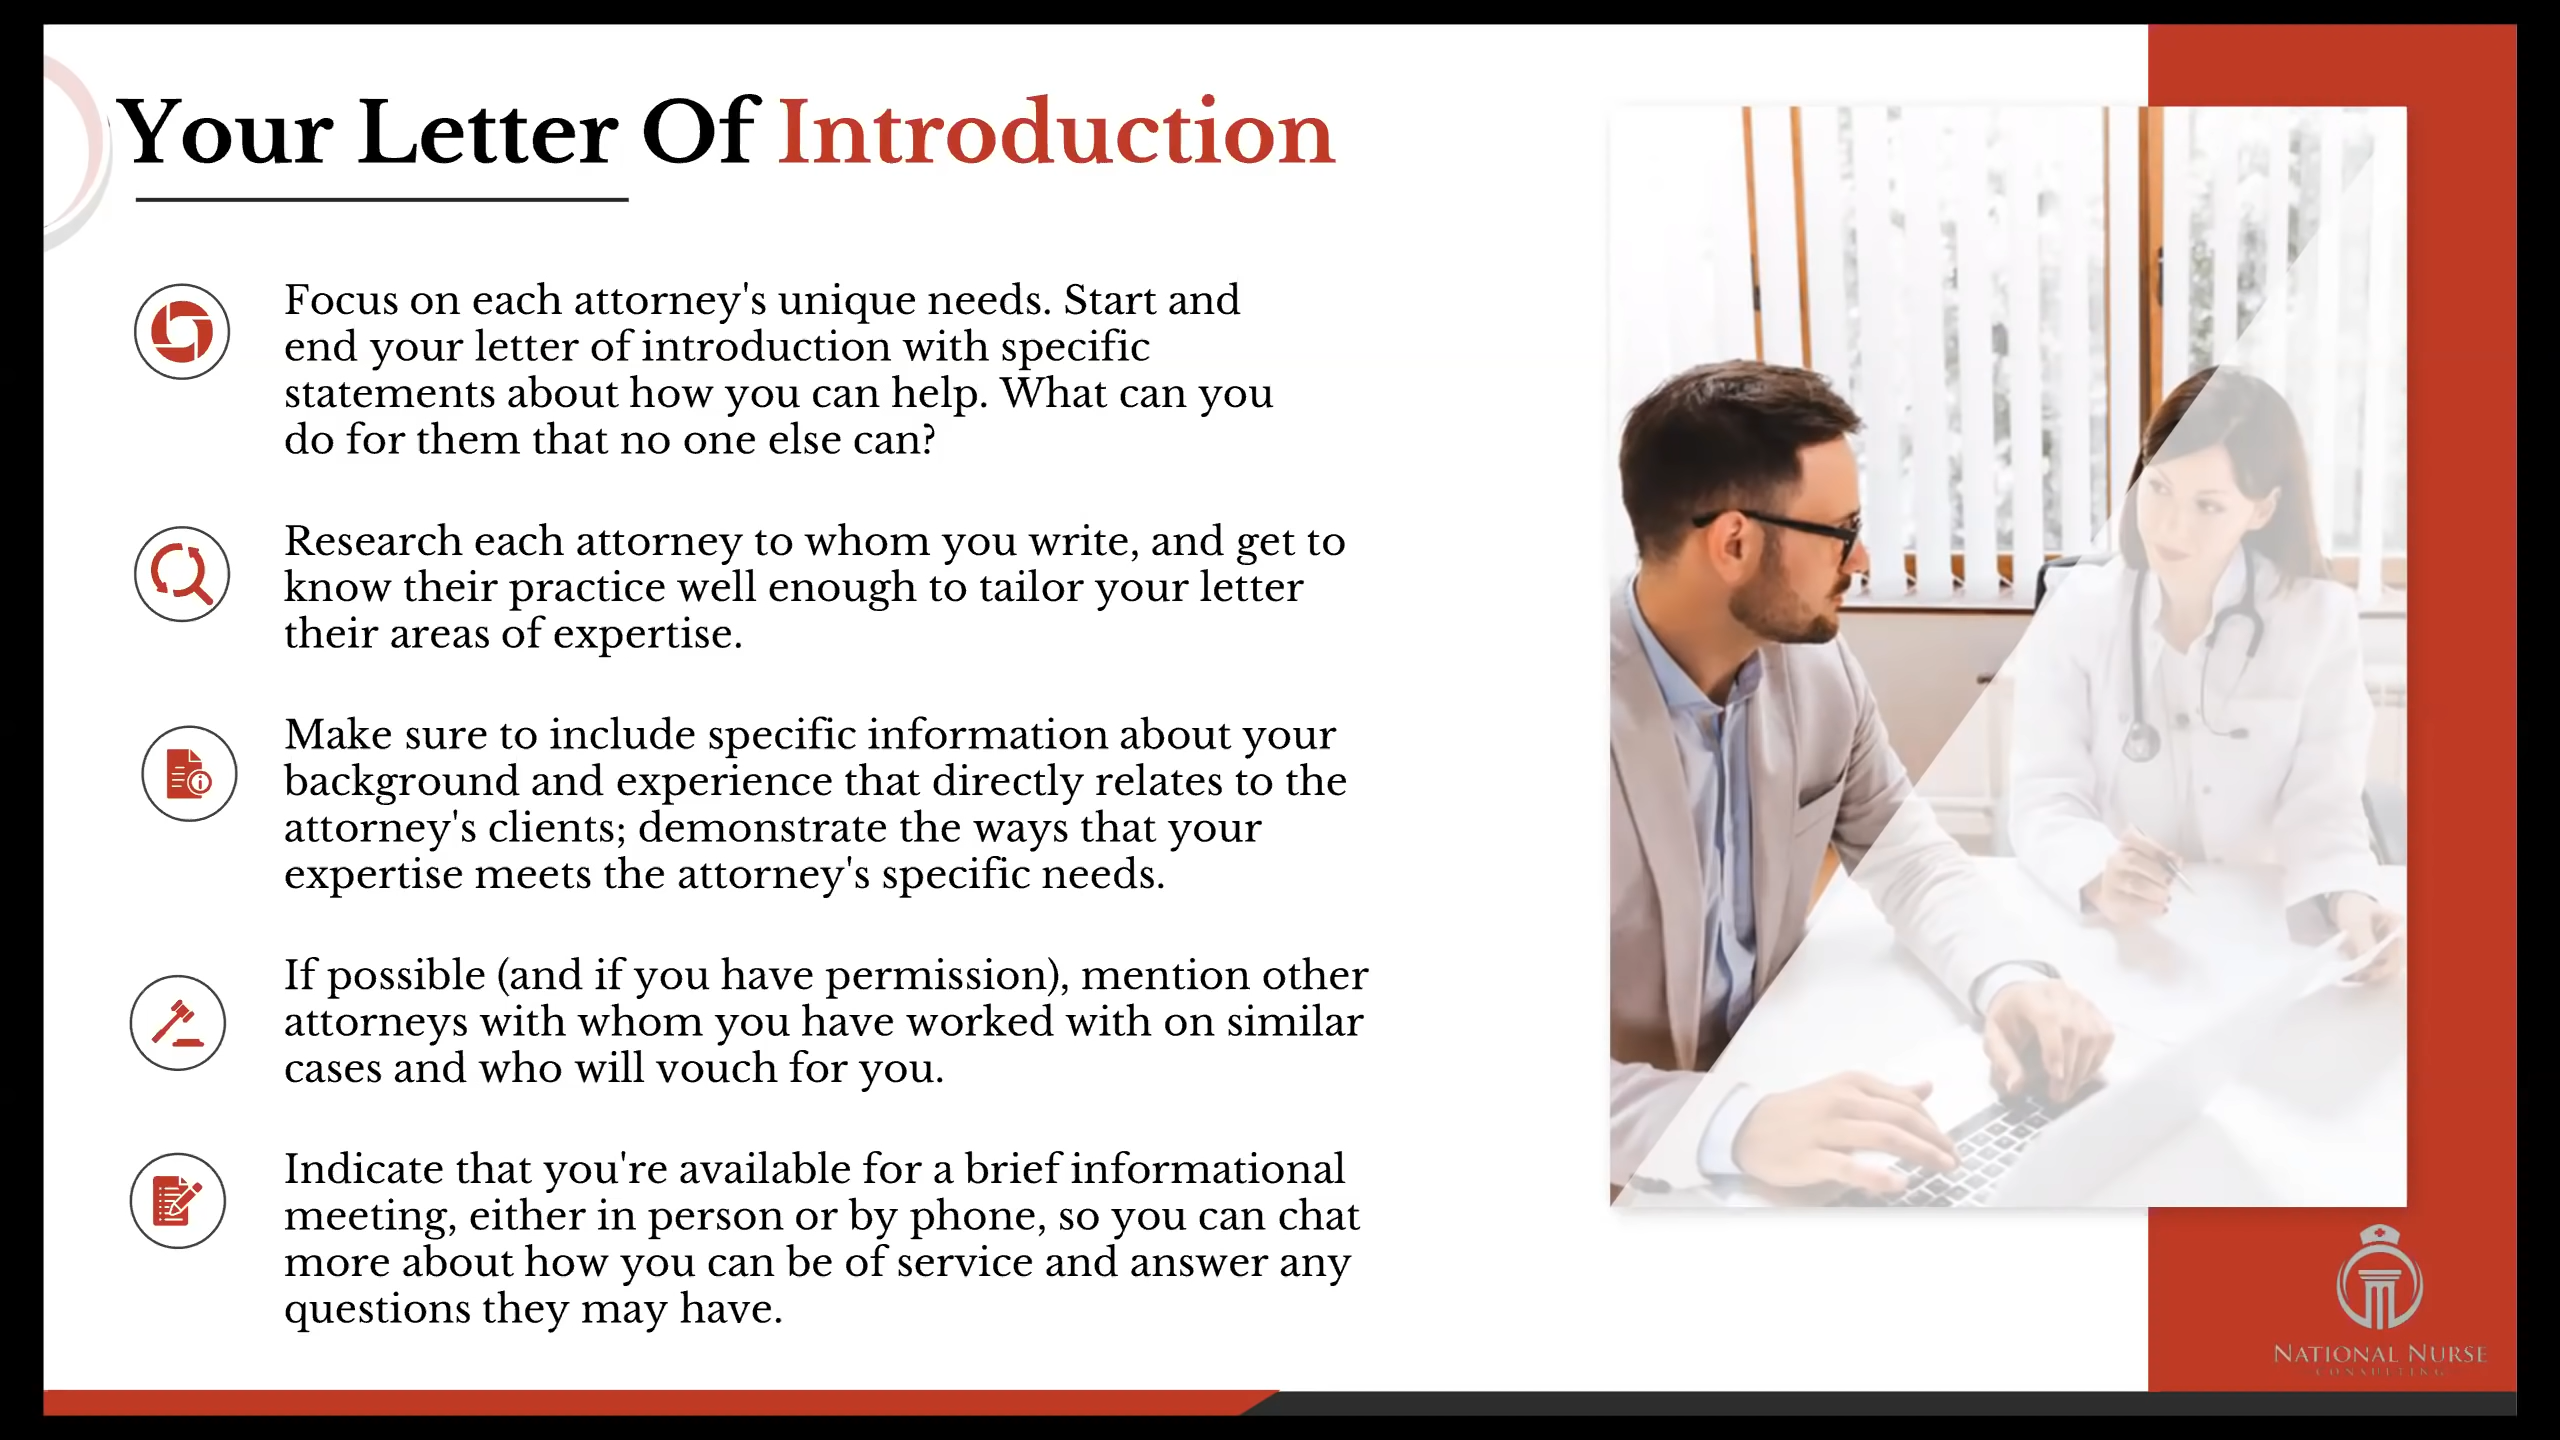 Your Letter Of Introduction
Focus on each attorney's unique needs. Start and
end your letter of introduction with specific
statements about how you can help. What can you
do for them that no one else can?
Research each attorney to whom you write, and get to
know their practice well enough to tailor your letter
their areas of expertise.
Make sure to include specific information about your
background and experience that directly relates to the
attorney's clients; demonstrate the ways that your
expertise meets the attorney's specific needs.
If possible (and if you have permission), mention other
attorneys with whom you have worked with on similar
cases and who will vouch for you.
Indicate that you're available for a brief informational
meeting, either in person or by phone, so you can chat
more about how you can be of service and answer any
questions they may have.
NATIONAL NURSE
CONSULTING